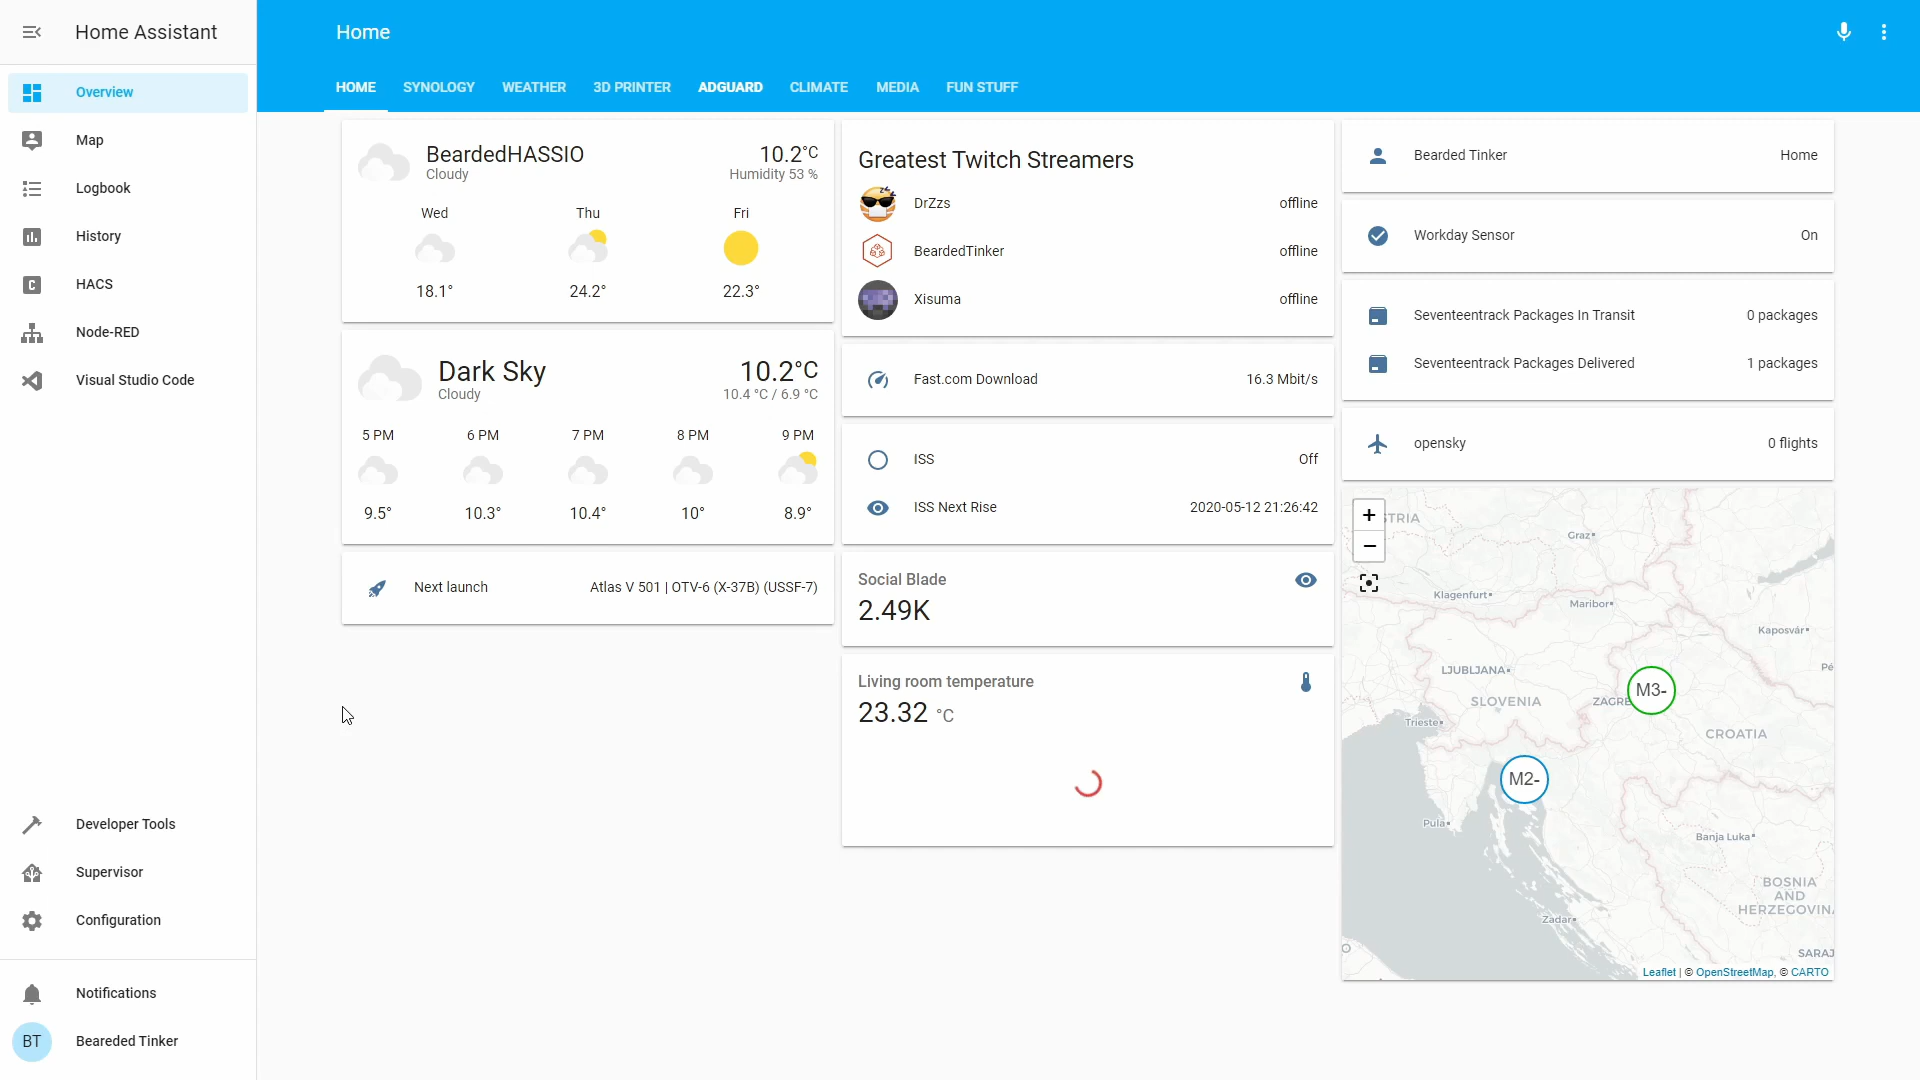 Home Assistant
Overview
Map
Logbook
History
HACS
Node-RED
Visual Studio Code
Developer Tools
Supervisor
Configuration
Notifications
BT
Beareded Tinker
Home
HOME SYNOLOGY WEATHER 3D PRINTER ADGUARD CLIMATE MEDIA FUN STUFF
BeardedHASSIO 10.2°C
Cloudy Humidity 53 %
Wed Thu Fri
18.1° 24.2° 22.3°
Dark Sky 10.2°C
Cloudy 10.4 °C / 6.9 °C
5 PM 6 PM 7 PM 8 PM 9 PM
9.5° 10.3° 10.4° 10° 8.9°
Next launch Atlas V 501 | OTV-6 (X-37B) (USSF-7)
Greatest Twitch Streamers
DrZzs offline
BeardedTinker offline
Xisuma offline
Fast.com Download 16.3 Mbit/s
ISS Off
ISS Next Rise 2020-05-12 21:26:42
Social Blade
2.49K
Living room temperature
23.32 °C
Bearded Tinker Home
Workday Sensor On
Seventeentrack Packages In Transit 0 packages
Seventeentrack Packages Delivered 1 packages
opensky 0 flights
+
−
STRIA
Graz
Klagenfurt
Maribor
Kaposvár
LJUBLJANA
Pé
SLOVENIA
ZAGRE
M3-
Trieste
CROATIA
M2-
Pula
Banja Luka
BOSNIA
AND
HERZEGOVINA
Zadar
SARAJ
Leaflet | © OpenStreetMap, © CARTO